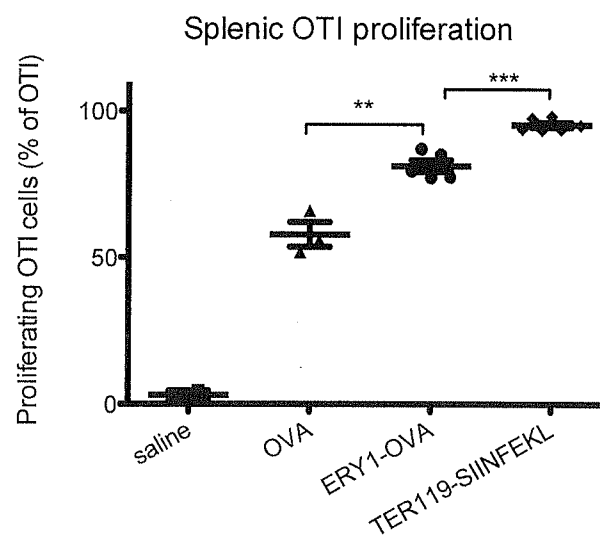 Splenic OTI proliferation
Proliferating OTI cells (% of OTI)
100
50
0
**
***
saline
OVA
ERY1-OVA
TER119-SIINFEKL